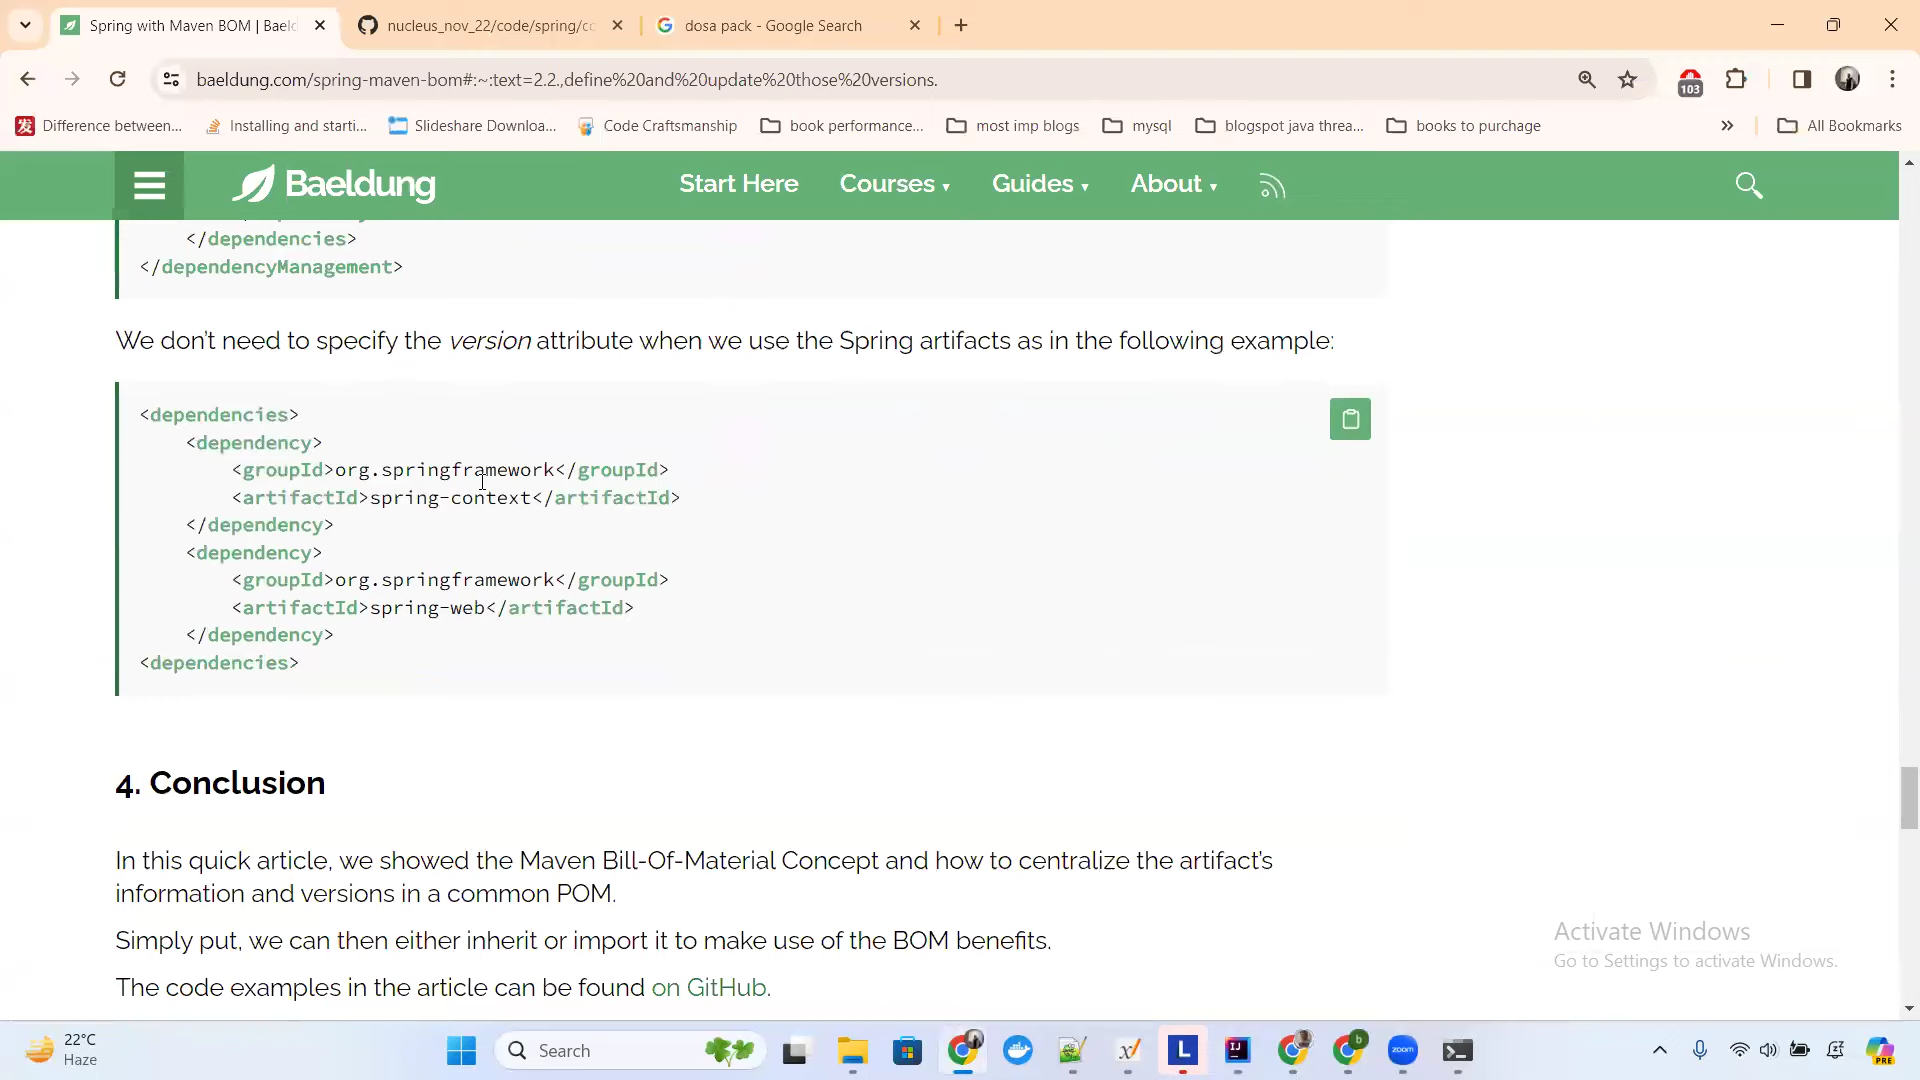 Spring with Maven BOM | Baeld
nucleus_nov_22/code/spring/co
dosa pack - Google Search
baeldung.com/spring-maven-bom#:~:text=2.2.,define%20and%20update%20those%20versions.
103
Difference between...
Installing and starti...
Slideshare Downloa...
Code Craftsmanship
book performance...
most imp blogs
mysql
blogspot java threa...
books to purchage
»
All Bookmarks
Baeldung
Start Here
Courses
Guides
About
</dependencies>
</dependencyManagement>
We don't need to specify the version attribute when we use the Spring artifacts as in the following example:
<dependencies>
<dependency>
<groupId>org.springframework</groupId>
<artifactId>spring-context</artifactId>
</dependency>
<dependency>
<groupId>org.springframework</groupId>
<artifactId>spring-web</artifactId>
</dependency>
<dependencies>
4. Conclusion
In this quick article, we showed the Maven Bill-Of-Material Concept and how to centralize the artifact's
information and versions in a common POM.
Simply put, we can then either inherit or import it to make use of the BOM benefits.
The code examples in the article can be found on GitHub.
Activate Windows
Go to Settings to activate Windows.
22°C
Haze
Search
L
IJ
b
zoom
PRE